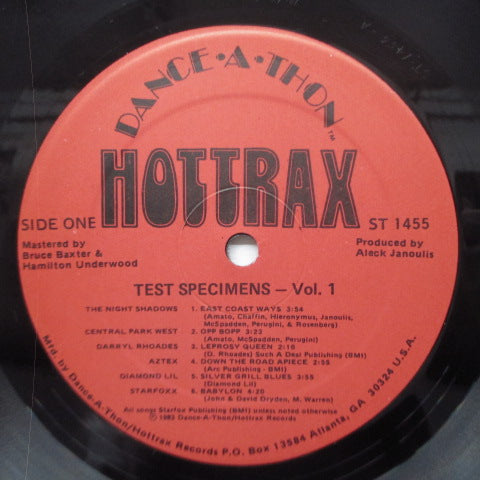 DANCE•A•THON™
HOTTRAX
SIDE ONE
ST 1455
Mastered by
Bruce Baxter &
Hamilton Underwood
Produced by
Aleck Janoulis
TEST SPECIMENS – Vol. 1
THE NIGHT SHADOWS 1. EAST COAST WAYS 3:54
(Amato, Chaffin, Hieronymus, Janoulis,
McSpadden, Perugini, & Rosenberg)
CENTRAL PARK WEST 2. OPP BOPP 3:23
(Amato, McSpadden, Perugini)
DARRYL RHOADES 3. LEPROSY QUEEN 2:16
(D. Rhoades) Such A Deal Publishing (BMI)
AZTEX 4. DOWN THE ROAD APIECE 2:55
(Arc Publishing - BMI)
DIAMOND LIL 5. SILVER GRILL BLUES 3:55
(Diamond Lil)
STARFOXX 6. BABYLON 4:20
(John & David Dryden, M. Warren)
All songs Starfox Publishing (BMI) unless noted otherwise
© 1983 Dance-A-Thon/Hottrax Records
Mfg. by Dance-A-Thon/Hottrax Records P.O. Box 13584 Atlanta, GA 30324 U.S.A.